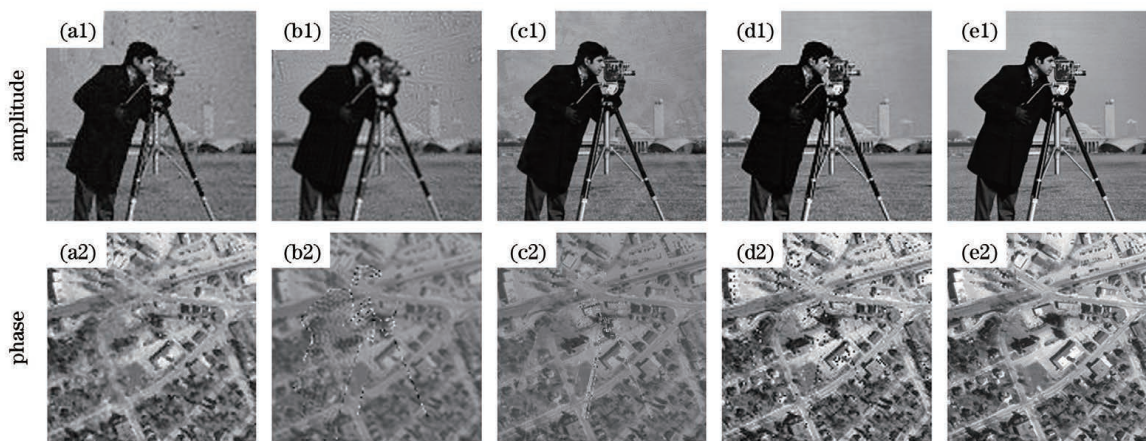 (a1) (b1) (c1) (d1) (e1)
amplitude
(a2) (b2) (c2) (d2) (e2)
phase